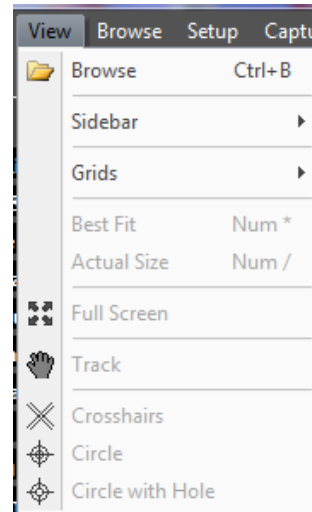 View Browse Setup Captu
Browse Ctrl+B
Sidebar
Grids
Best Fit Num *
Actual Size Num /
Full Screen
Track
Crosshairs
Circle
Circle with Hole